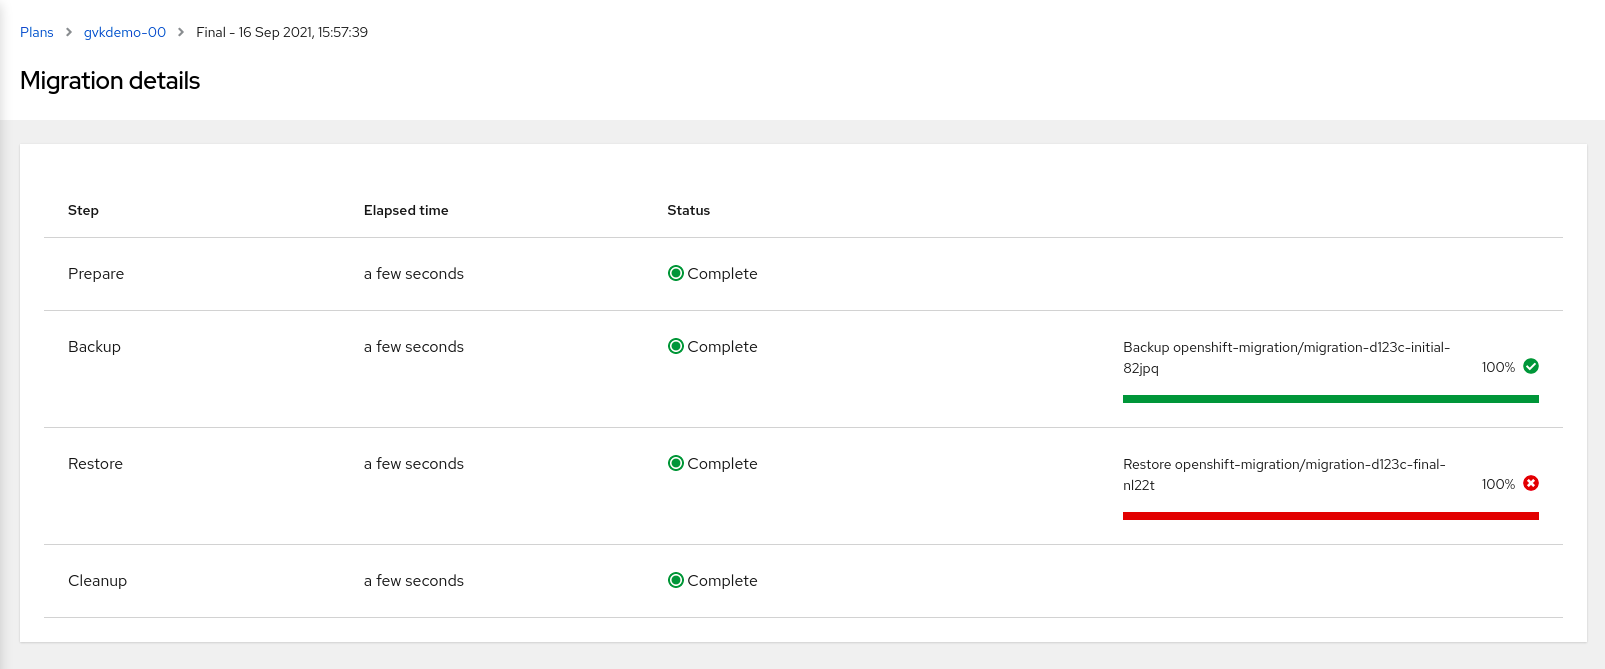 Plans > gvkdemo-00 > Final - 16 Sep 2021, 15:57:39
Migration details
Step Elapsed time Status
Prepare a few seconds Complete
Backup a few seconds Complete Backup openshift-migration/migration-d123c-initial-
82jpq 100%
Restore a few seconds Complete Restore openshift-migration/migration-d123c-final-
nl22t 100%
Cleanup a few seconds Complete